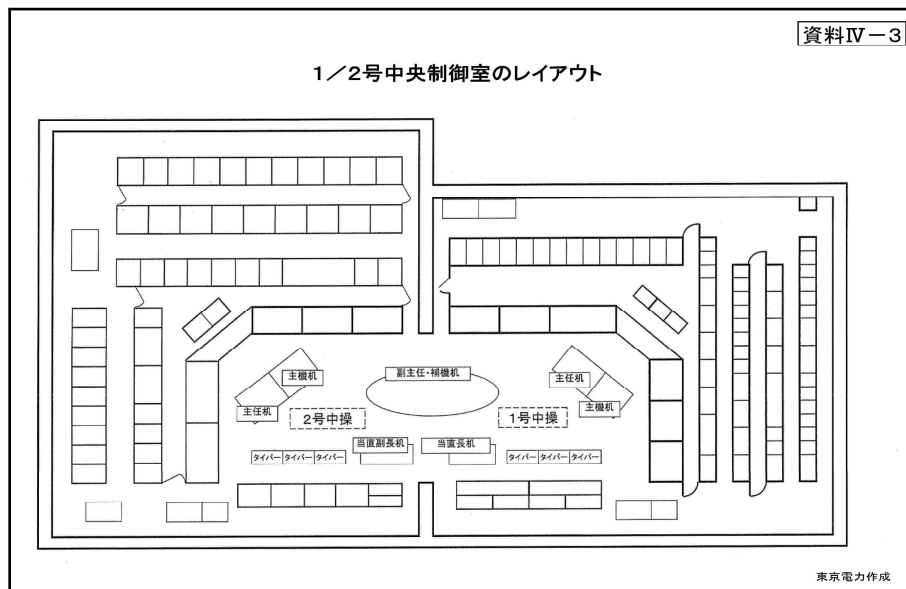 資料Ⅳ-3
1/2号中央制御室のレイアウト
主機机
主任机
副主任・補機机
主任机
主機机
2号中操
1号中操
当直副長机
当直長机
タイパー タイパー タイパー
タイパー タイパー タイパー
東京電力作成